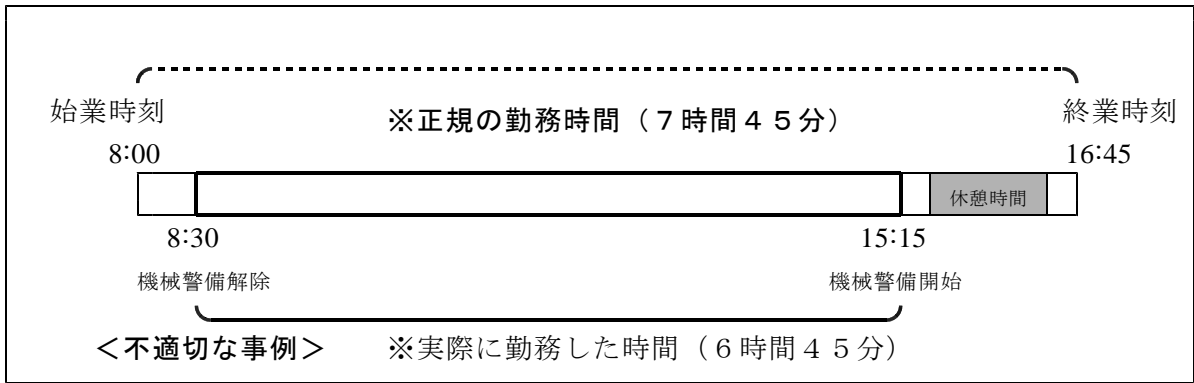 始業時刻
※正規の勤務時間（７時間４５分）
終業時刻
8:00
16:45
休憩時間
8:30
15:15
機械警備解除
機械警備開始
＜不適切な事例＞
※実際に勤務した時間（６時間４５分）